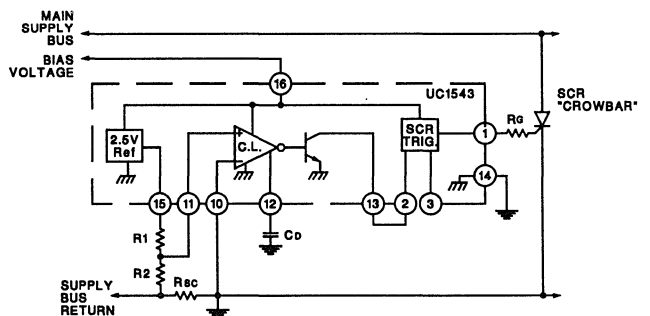 MAIN
SUPPLY
BUS
BIAS
VOLTAGE
16
UC1543
SCR
"CROWBAR"
2.5V
Ref
+
C.L.
−
SCR
TRIG.
1
RG
14
15
11
10
12
13
2
3
R1
CD
R2
RSC
SUPPLY
BUS
RETURN